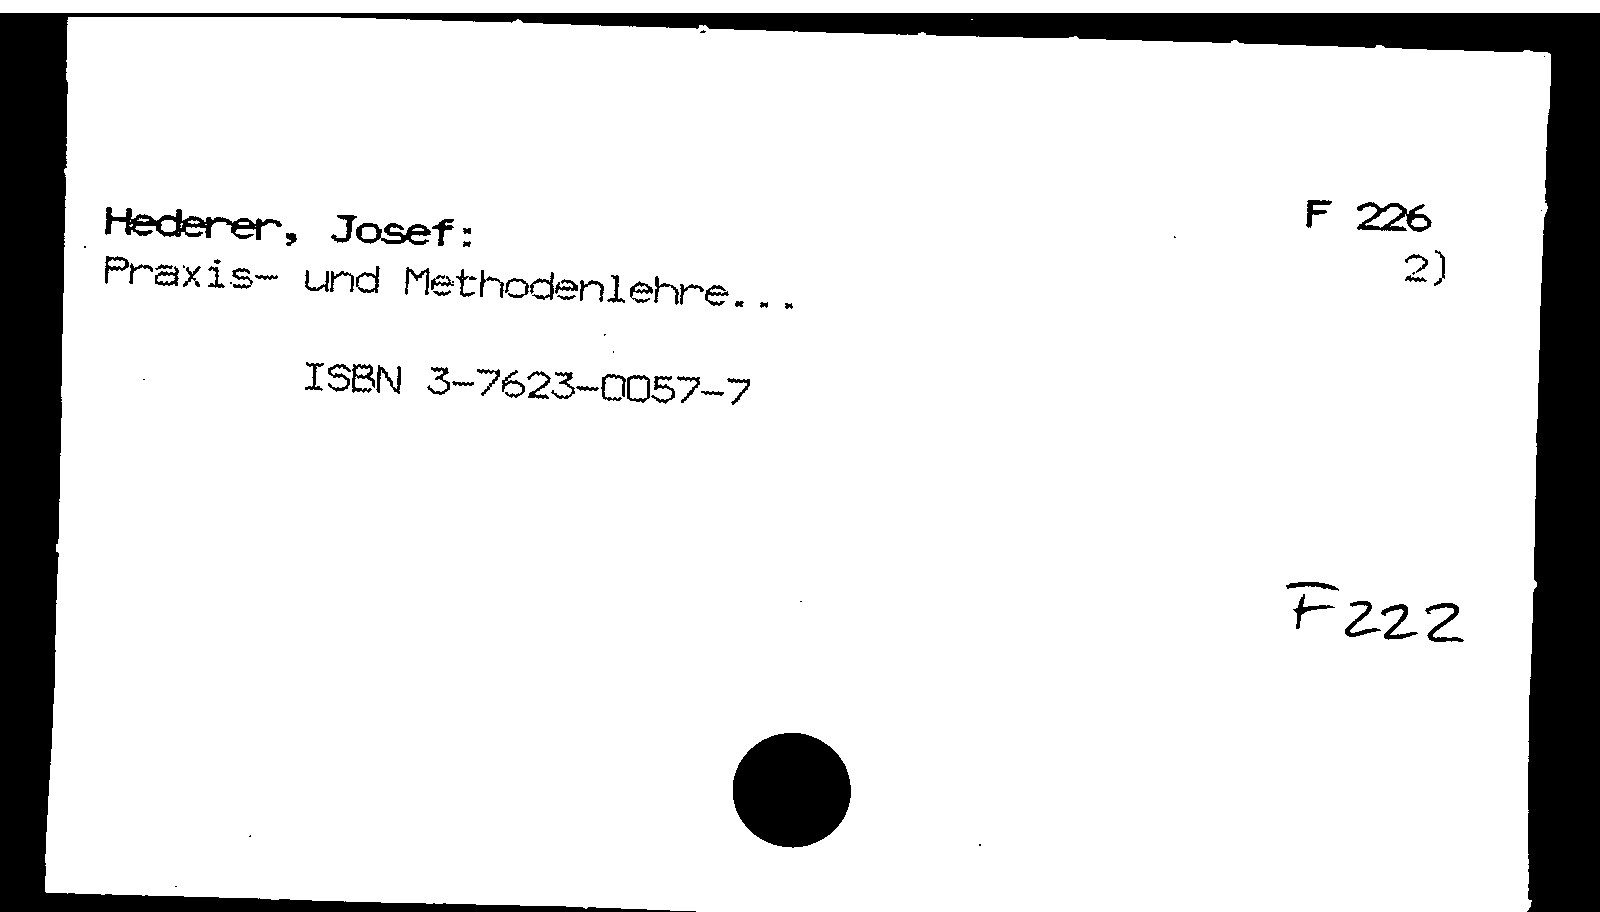 Hederer, Josef: F 226
Praxis- und Methodenlehre... 2)
ISBN 3-7623-0057-7
F222